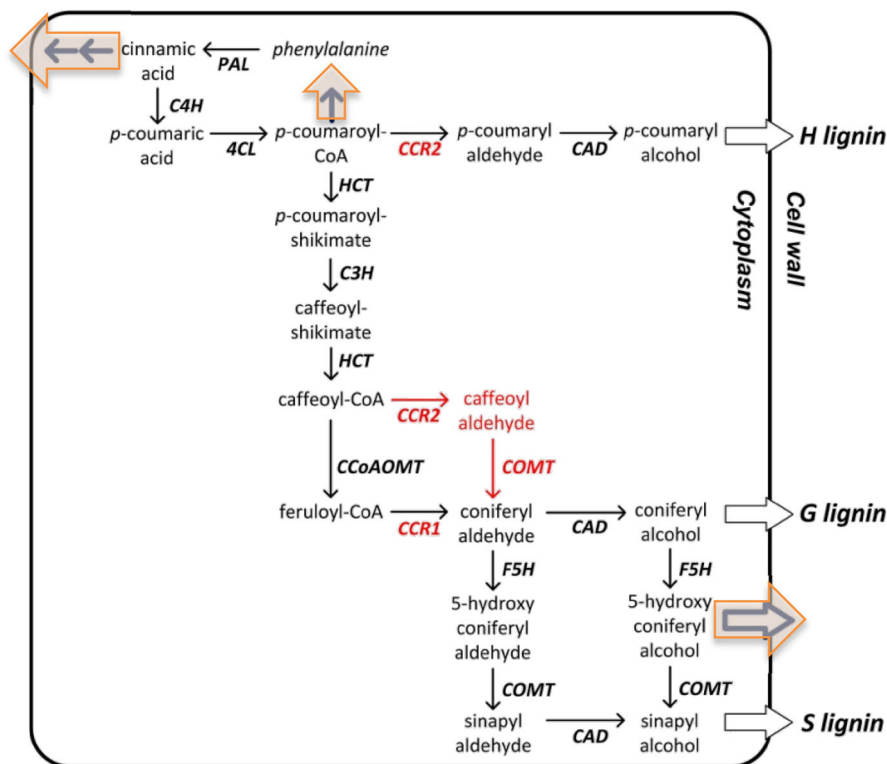 cinnamic
acid
PAL
phenylalanine
C4H
p-coumaric
acid
4CL
p-coumaroyl-
CoA
CCR2
p-coumaryl
aldehyde
CAD
p-coumaryl
alcohol
H lignin
HCT
p-coumaroyl-
shikimate
Cytoplasm
Cell wall
C3H
caffeoyl-
shikimate
HCT
caffeoyl-CoA
CCR2
caffeoyl
aldehyde
CCoAOMT
COMT
feruloyl-CoA
CCR1
coniferyl
aldehyde
CAD
coniferyl
alcohol
G lignin
F5H
F5H
5-hydroxy
coniferyl
aldehyde
5-hydroxy
coniferyl
alcohol
COMT
COMT
sinapyl
aldehyde
CAD
sinapyl
alcohol
S lignin